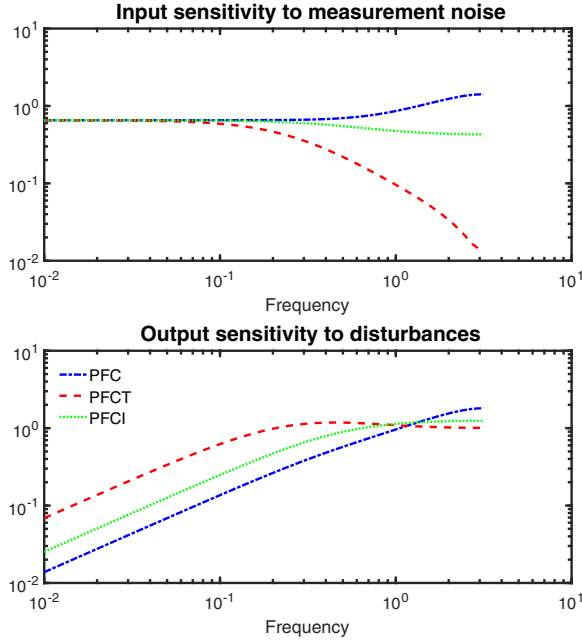 Input sensitivity to measurement noise
10^1
10^0
10^-1
10^-2
10^-2 10^-1 10^0 10^1
Frequency
Output sensitivity to disturbances
10^1
PFC
PFCT
PFCI
10^0
10^-1
10^-2
10^-2 10^-1 10^0 10^1
Frequency